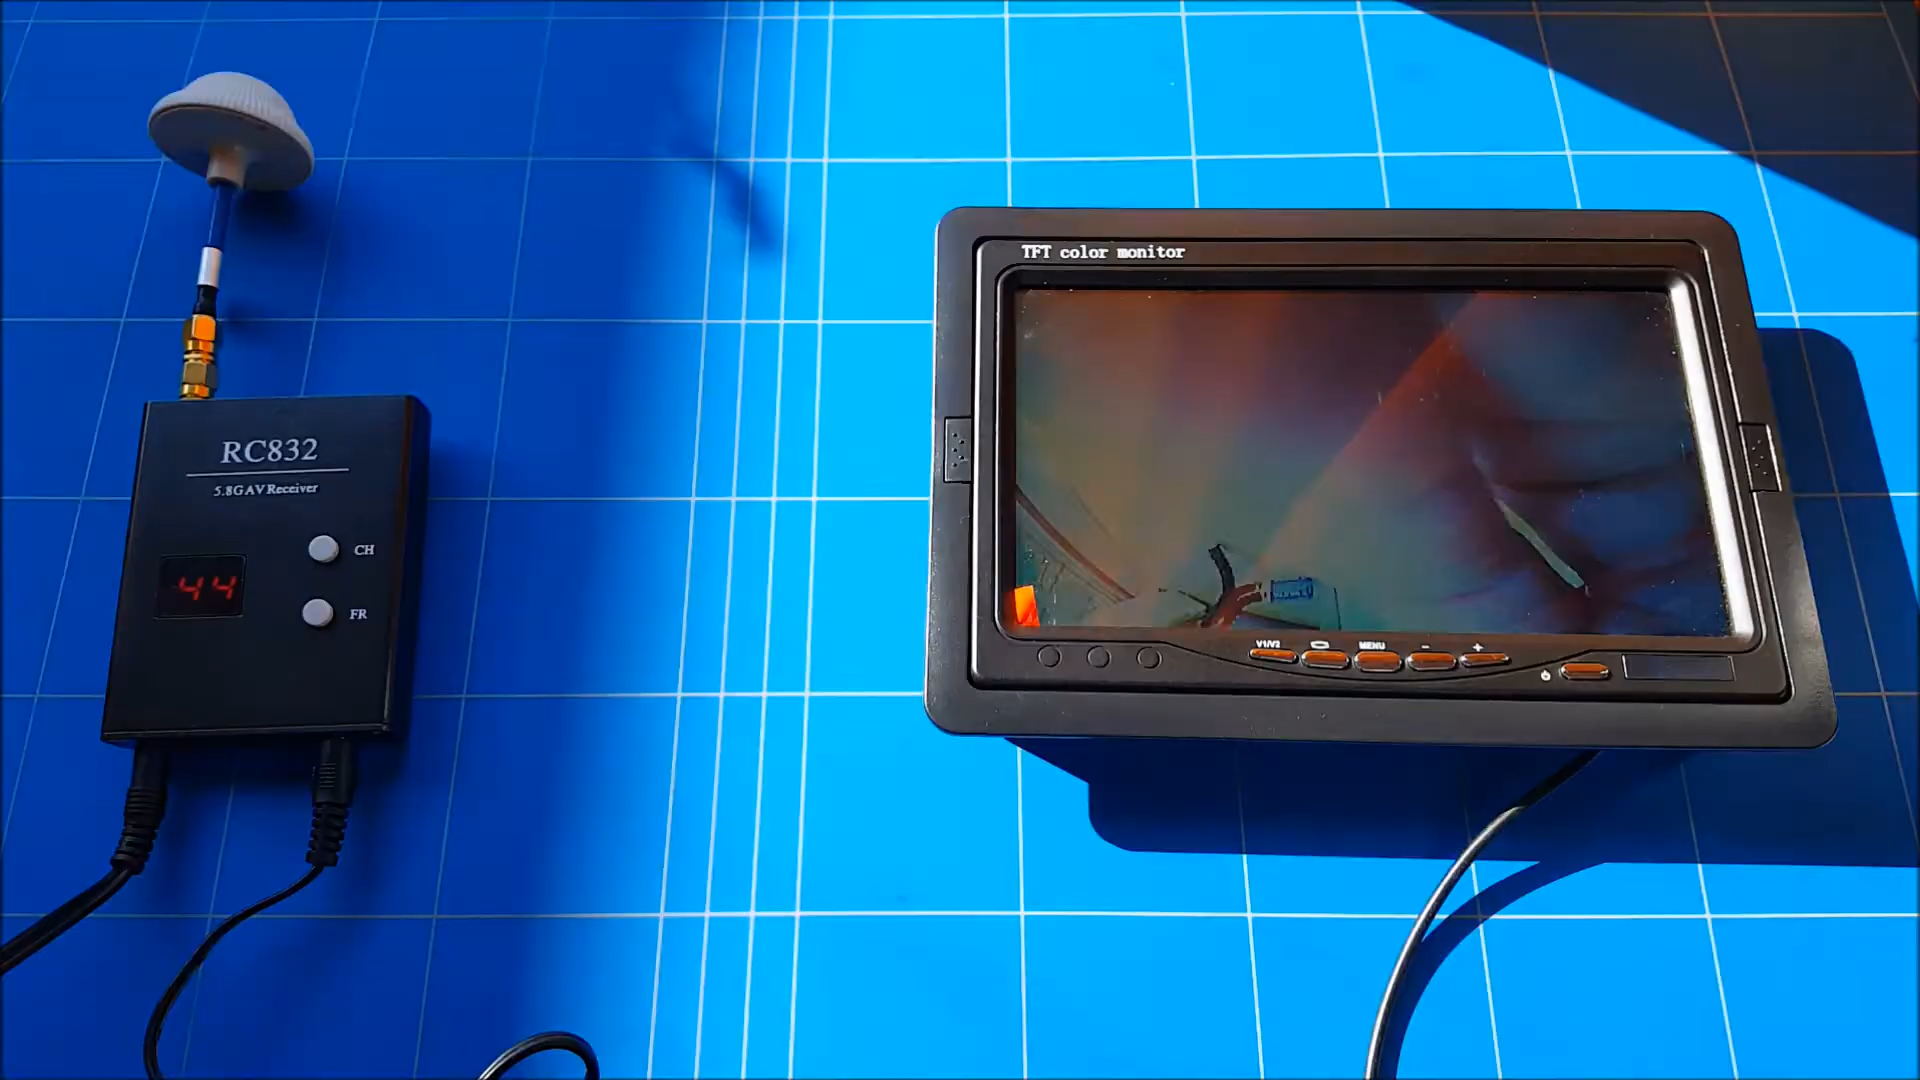 RC832
5.8G AV Receiver
CH
44
FR
TFT color monitor
V1/V2
MENU
-
+